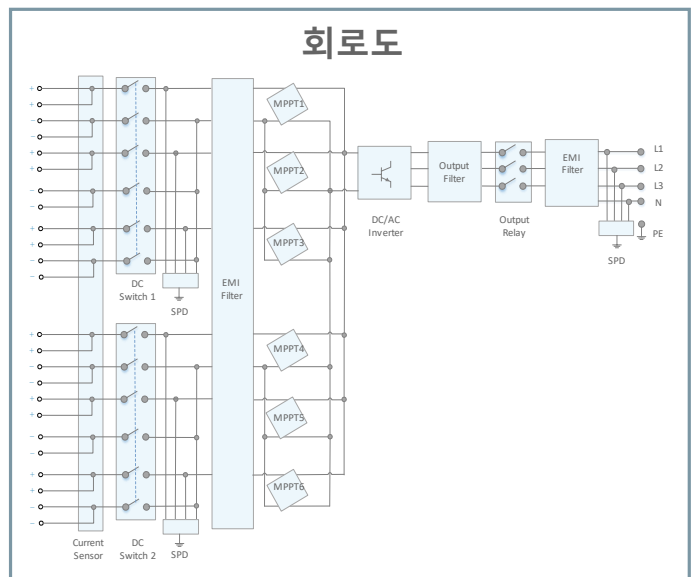 회로도
+
+
−
−
+
+
−
−
+
+
−
−
MPPT1
MPPT2
MPPT3
DC
Switch 1
SPD
EMI
Filter
DC/AC
Inverter
Output
Filter
Output
Relay
EMI
Filter
L1
L2
L3
N
PE
SPD
+
+
−
−
+
+
−
−
+
+
−
−
MPPT4
MPPT5
MPPT6
Current
Sensor
DC
Switch 2
SPD